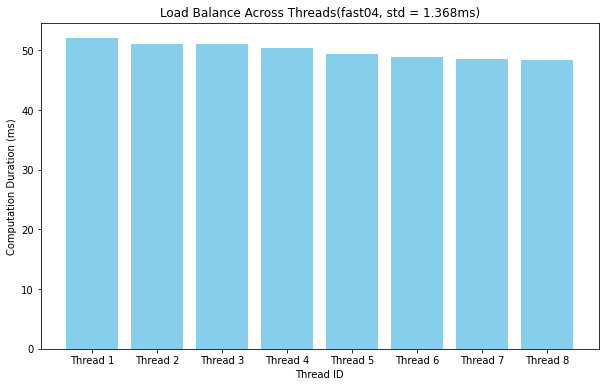 Load Balance Across Threads(fast04, std = 1.368ms)
Computation Duration (ms)
50
40
30
20
10
0
Thread 1 Thread 2 Thread 3 Thread 4 Thread 5 Thread 6 Thread 7 Thread 8
Thread ID